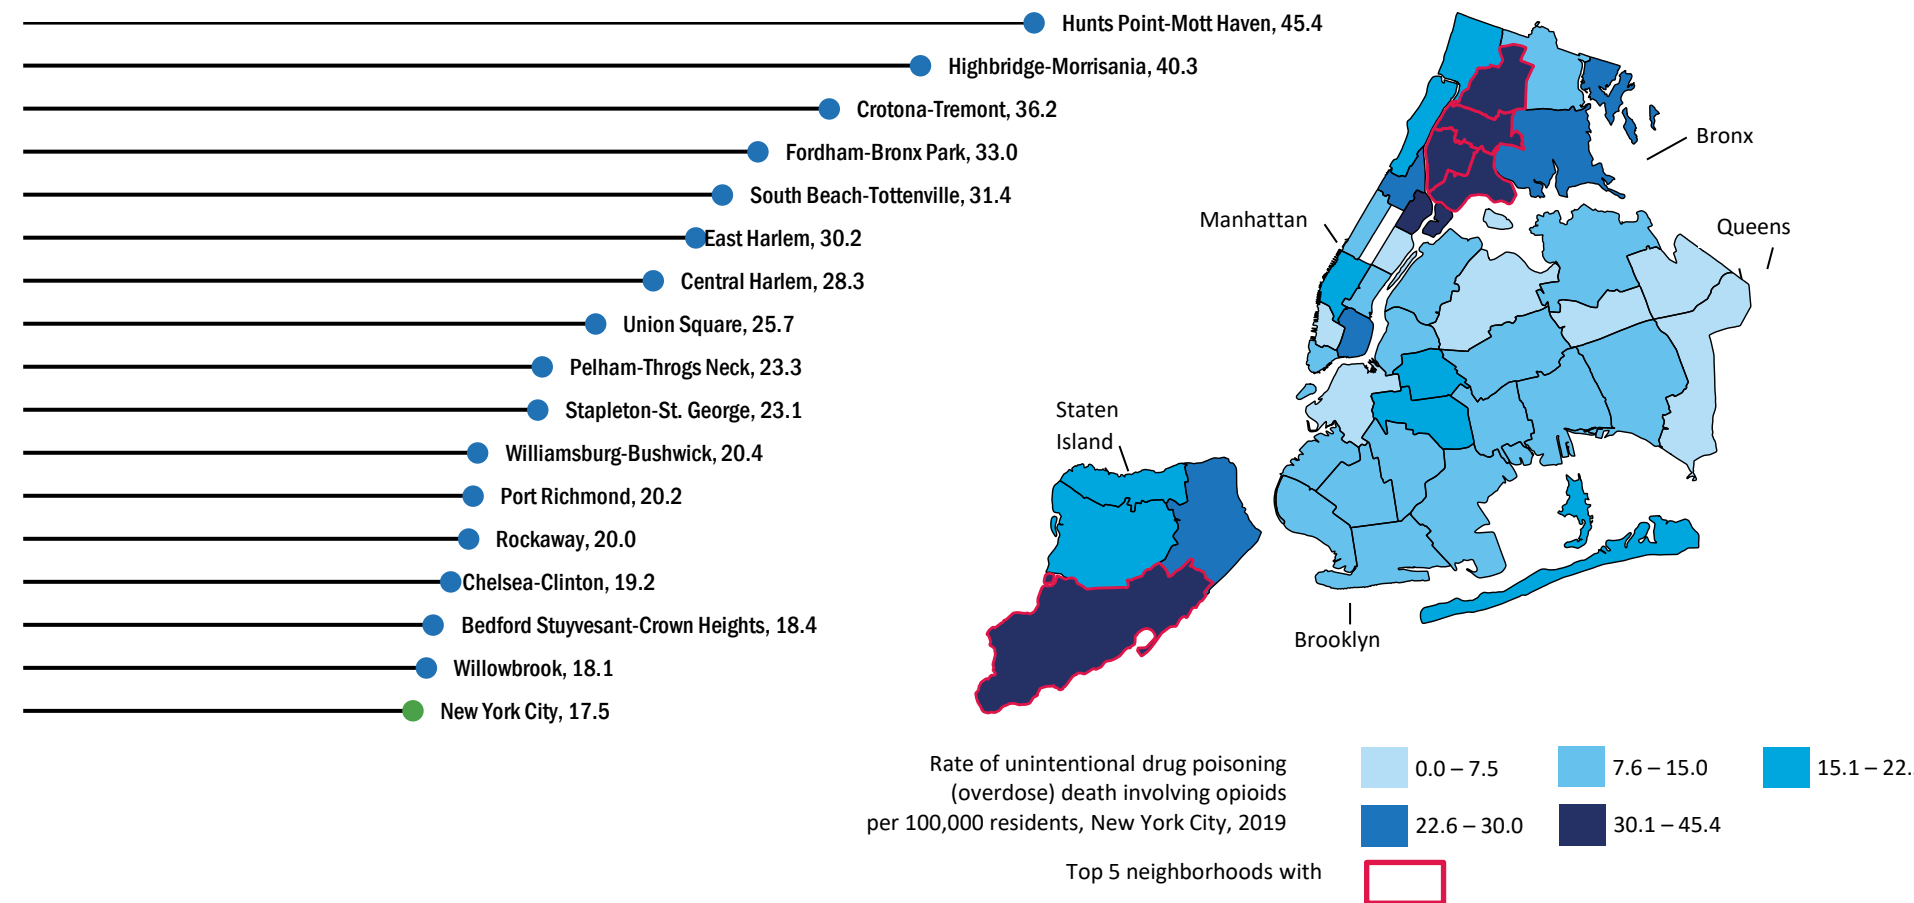 Hunts Point-Mott Haven, 45.4
Highbridge-Morrisania, 40.3
Crotona-Tremont, 36.2
Fordham-Bronx Park, 33.0
South Beach-Tottenville, 31.4
East Harlem, 30.2
Central Harlem, 28.3
Union Square, 25.7
Pelham-Throgs Neck, 23.3
Stapleton-St. George, 23.1
Williamsburg-Bushwick, 20.4
Port Richmond, 20.2
Rockaway, 20.0
Chelsea-Clinton, 19.2
Bedford Stuyvesant-Crown Heights, 18.4
Willowbrook, 18.1
New York City, 17.5
Bronx
Manhattan
Queens
Staten
Island
Brooklyn
Rate of unintentional drug poisoning
(overdose) death involving opioids
per 100,000 residents, New York City, 2019
0.0 – 7.5
7.6 – 15.0
15.1 – 22.
22.6 – 30.0
30.1 – 45.4
Top 5 neighborhoods with